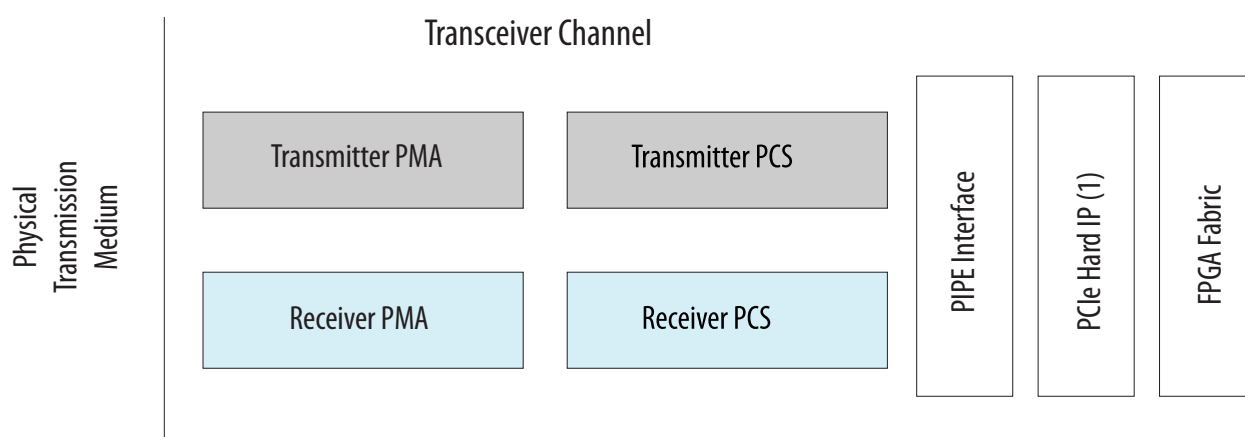 Transceiver Channel
Physical
Transmission
Medium
Transmitter PMA
Transmitter PCS
Receiver PMA
Receiver PCS
PIPE Interface
PCIe Hard IP (1)
FPGA Fabric